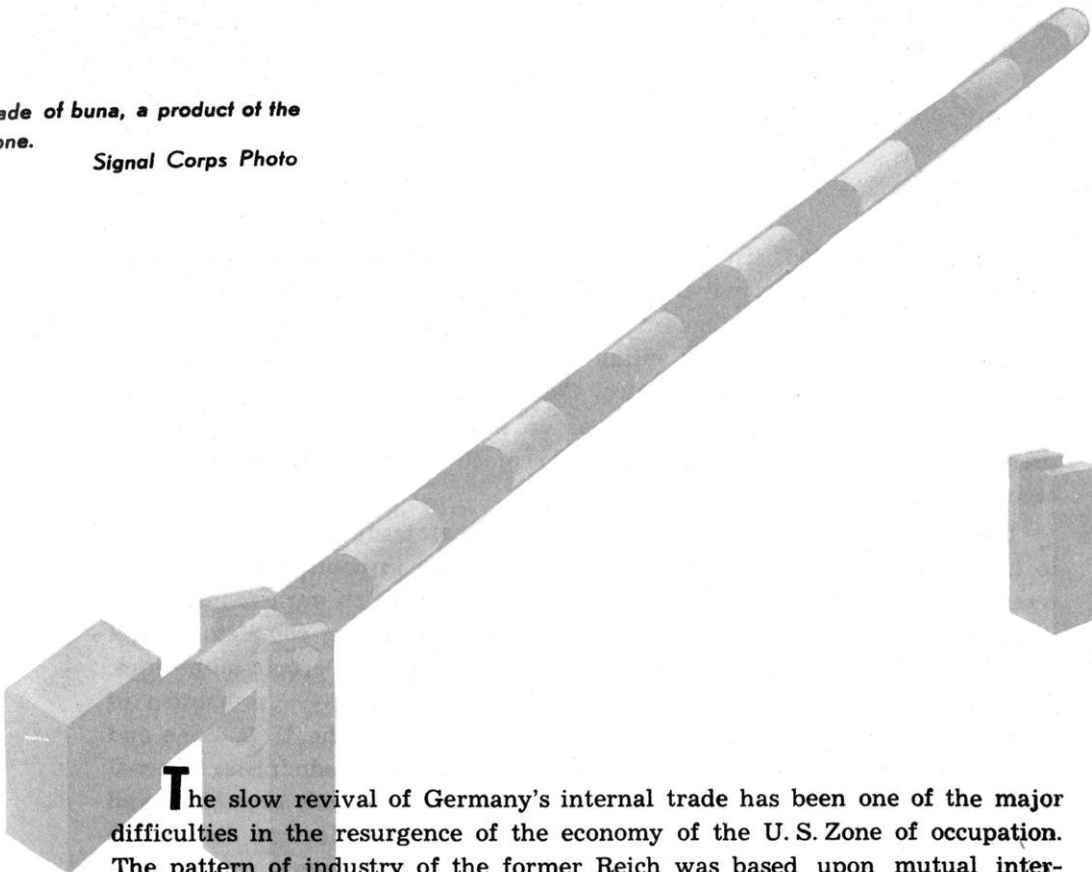 ade of buna, a product of the
one.
Signal Corps Photo
The slow revival of Germany's internal trade has been one of the major
difficulties in the resurgence of the economy of the U. S. Zone of occupation.
The pattern of industry of the former Reich was based upon mutual inter-